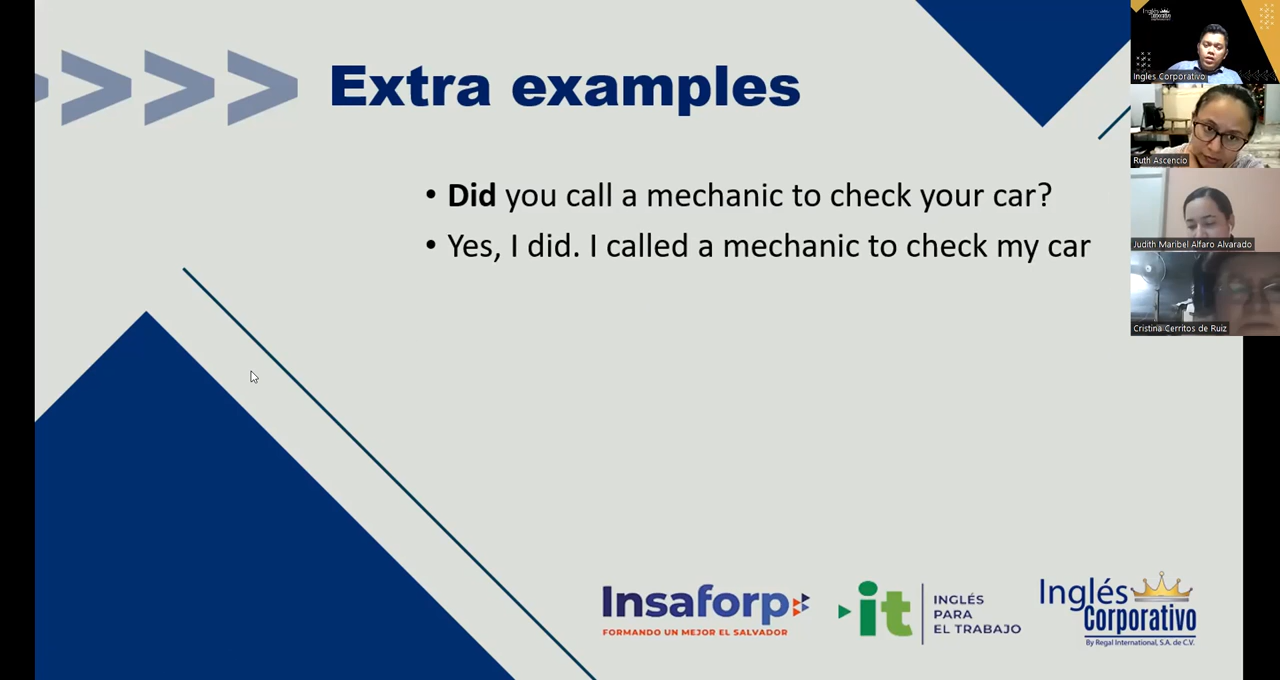 Extra examples
• Did you call a mechanic to check your car?
• Yes, I did. I called a mechanic to check my car
Inglés Corporativo
Ingles Corporativo
Ruth Ascencio
Judith Maribel Alfaro Alvarado
Cristina Cerritos de Ruiz
Insaforp
FORMANDO UN MEJOR EL SALVADOR
it
INGLÉS
PARA
EL TRABAJO
Inglés
Corporativo
By Regal International, S.A. de C.V.